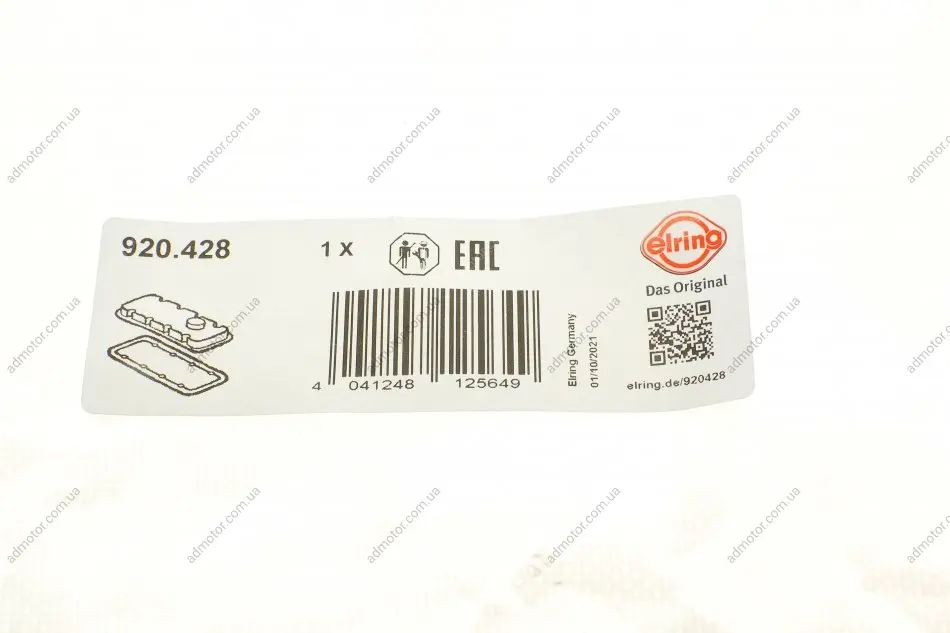 920.428
1 X
EAC
elring
Das Original
4 041248 125649
Elring Germany
01/10/2021
elring.de/920428
admotor.com.ua